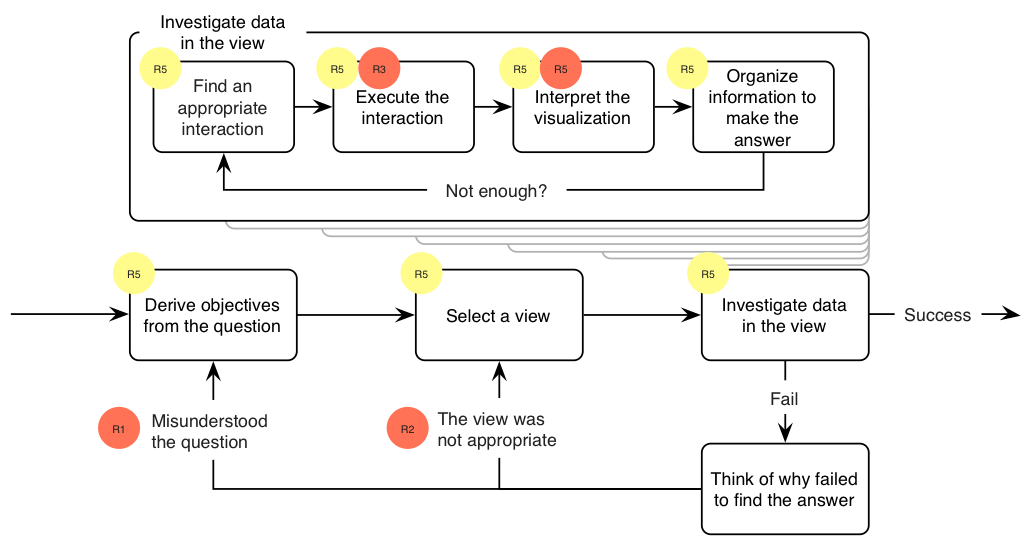 Investigate data
in the view
R5
Find an
appropriate
interaction
R5
R3
Execute the
interaction
R5
R5
Interpret the
visualization
R5
Organize
information to
make the
answer
Not enough?
R5
Derive objectives
from the question
R5
Select a view
R5
Investigate data
in the view
Success
R1
Misunderstood
the question
R2
The view was
not appropriate
Fail
Think of why failed
to find the answer